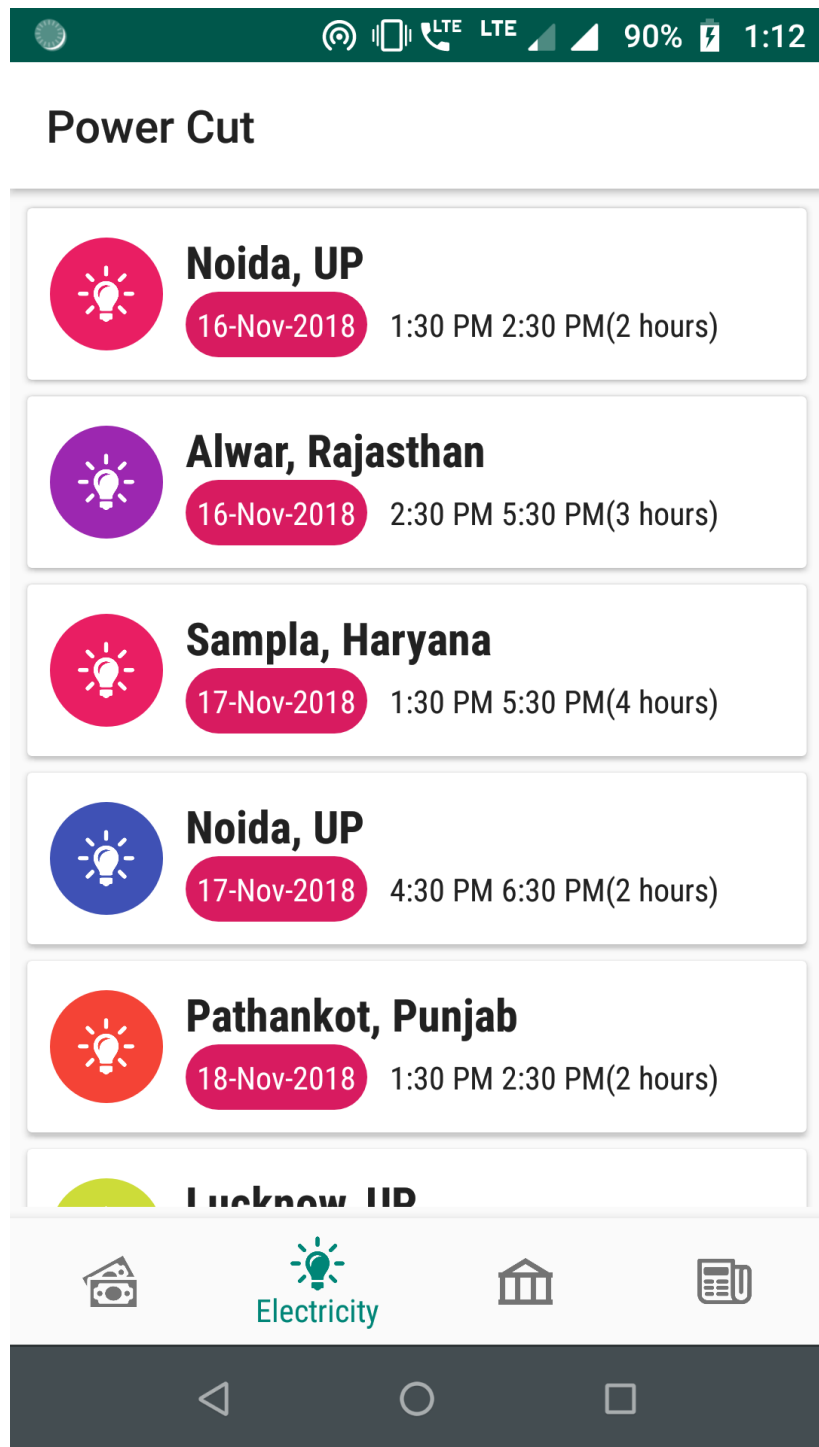 LTE LTE 90% 1:12
Power Cut
Noida, UP
16-Nov-2018 1:30 PM 2:30 PM(2 hours)
Alwar, Rajasthan
16-Nov-2018 2:30 PM 5:30 PM(3 hours)
Sampla, Haryana
17-Nov-2018 1:30 PM 5:30 PM(4 hours)
Noida, UP
17-Nov-2018 4:30 PM 6:30 PM(2 hours)
Pathankot, Punjab
18-Nov-2018 1:30 PM 2:30 PM(2 hours)
Lucknow, UP
Electricity